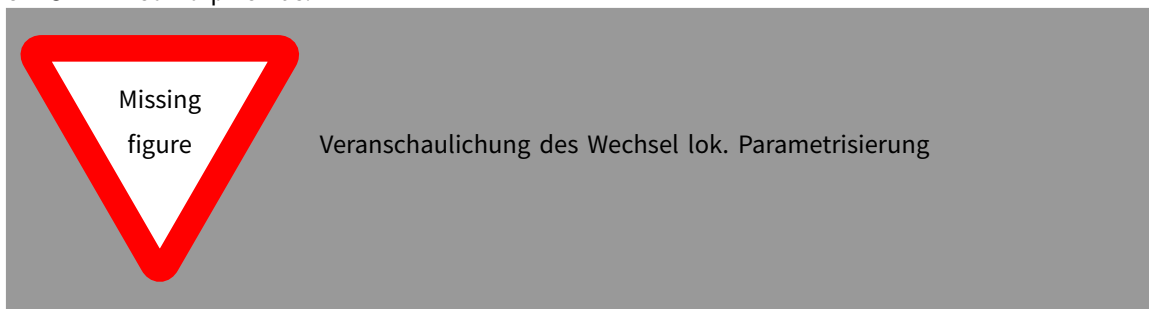 Missing
figure
Veranschaulichung des Wechsel lok. Parametrisierung